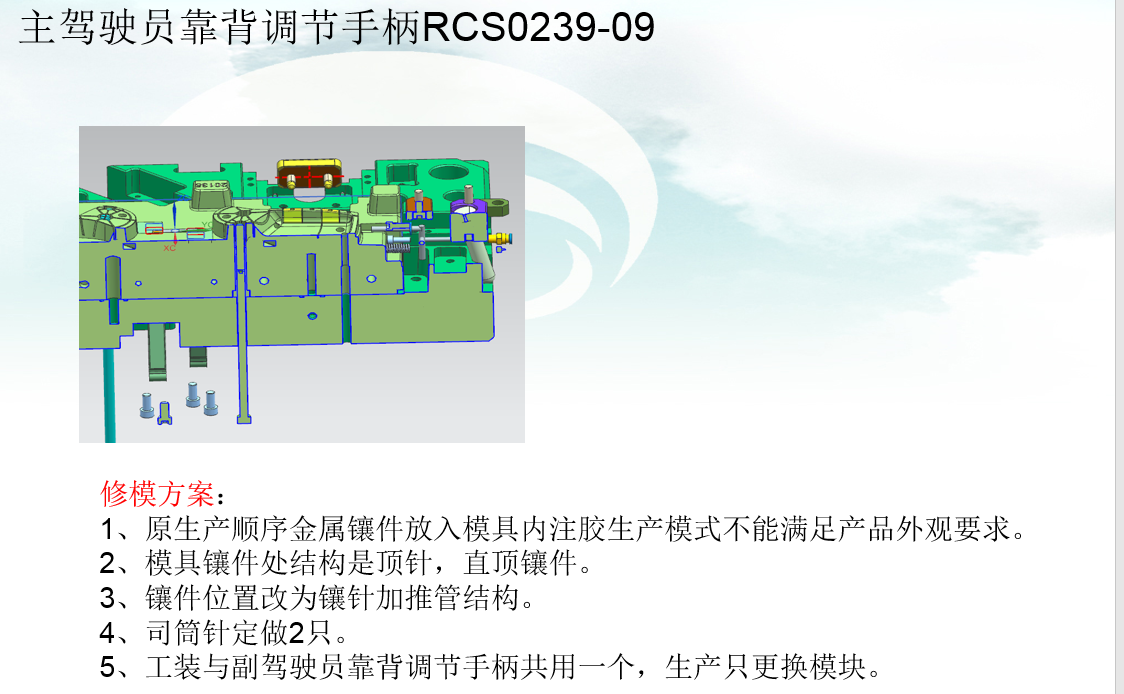 主驾驶员靠背调节手柄RCS0239-09
修模方案：
1、原生产顺序金属镶件放入模具内注胶生产模式不能满足产品外观要求。
2、模具镶件处结构是顶针，直顶镶件。
3、镶件位置改为镶针加推管结构。
4、司筒针定做2只。
5、工装与副驾驶员靠背调节手柄共用一个，生产只更换模块。